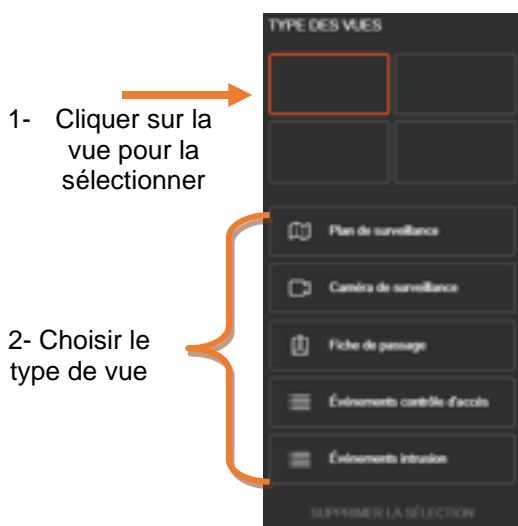 TYPE DES VUES
1- Cliquer sur la
vue pour la
sélectionner
Plan de surveillance
Caméra de surveillance
2- Choisir le
type de vue
Fiche de passage
Événements contrôle d'accès
Événements intrusion
SUPPRIMER LA SÉLECTION